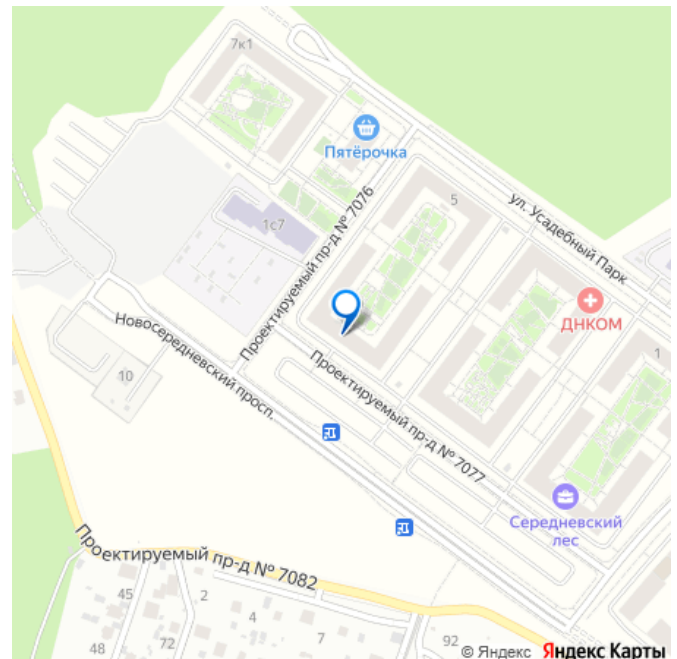 7к1
Пятёрочка
5
ул. Усадебный Парк
1с7
Проектируемый пр-д № 7076
ДНКОМ
Новосередневский просп.
1
10
Проектируемый пр-д № 7077
Середневский
лес
Проектируемый пр-д № 7082
45
2
4
7
48
72
92
© Яндекс Яндекс Карты